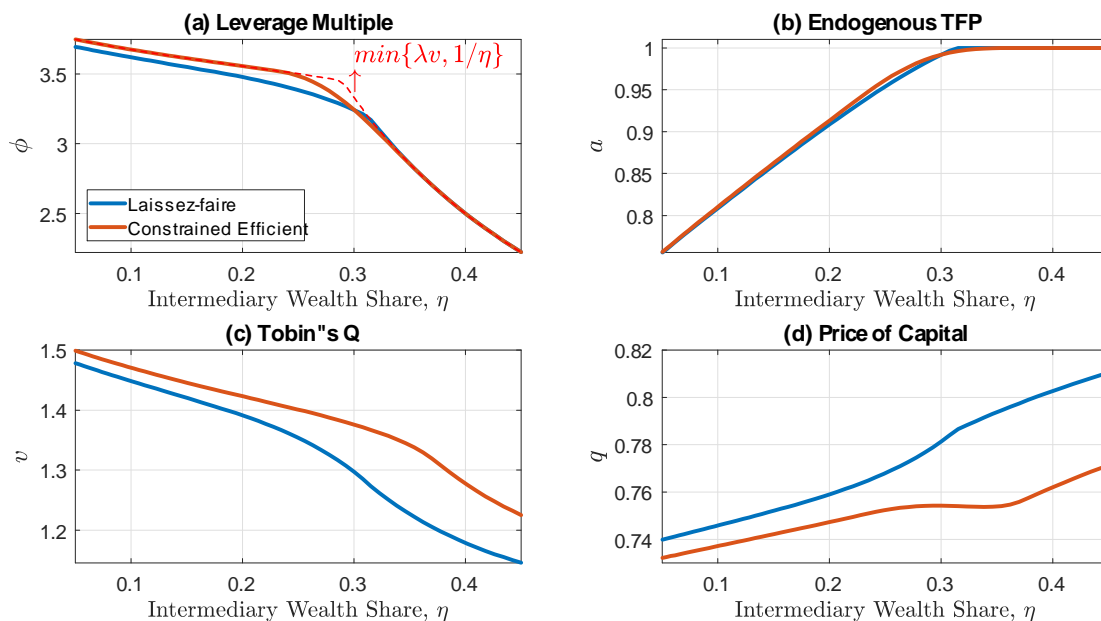 (a) Leverage Multiple
min{λv, 1/η}
3.5
3
2.5
ϕ
Laissez-faire
Constrained Efficient
0.1 0.2 0.3 0.4
Intermediary Wealth Share, η
(b) Endogenous TFP
1
0.95
0.9
0.85
0.8
a
0.1 0.2 0.3 0.4
Intermediary Wealth Share, η
(c) Tobin"s Q
1.5
1.4
1.3
1.2
v
0.1 0.2 0.3 0.4
Intermediary Wealth Share, η
(d) Price of Capital
0.82
0.8
0.78
0.76
0.74
q
0.1 0.2 0.3 0.4
Intermediary Wealth Share, η